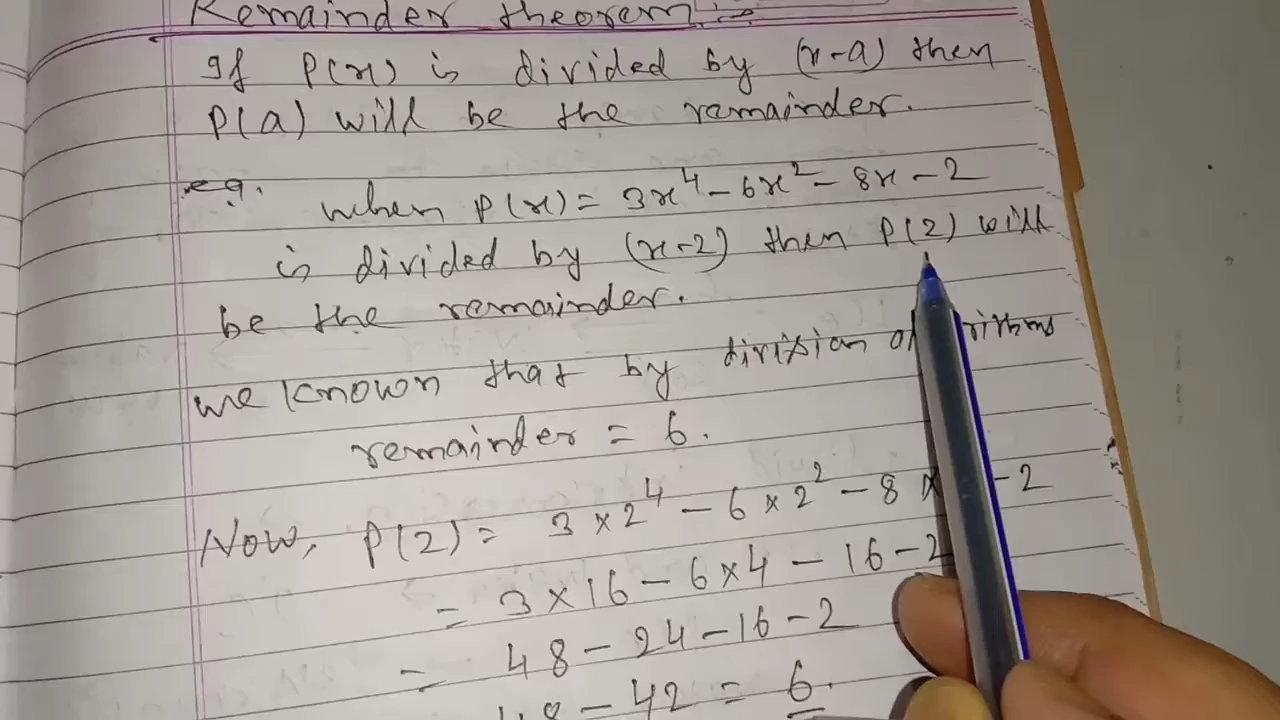 Remainder theorem :-
If P(x) is divided by (x-a) then
P(a) will be the remainder.
e.g. when P(x) = 3x⁴ - 6x² - 8x - 2
is divided by (x-2) then P(2) will
be the remainder.
we known that by division
remainder = 6.
Now, P(2) = 3 × 2⁴ - 6 × 2² - 8 × - 2
= 3 × 16 - 6 × 4 - 16 - 2
= 48 - 24 - 16 - 2
48 - 42 = 6.